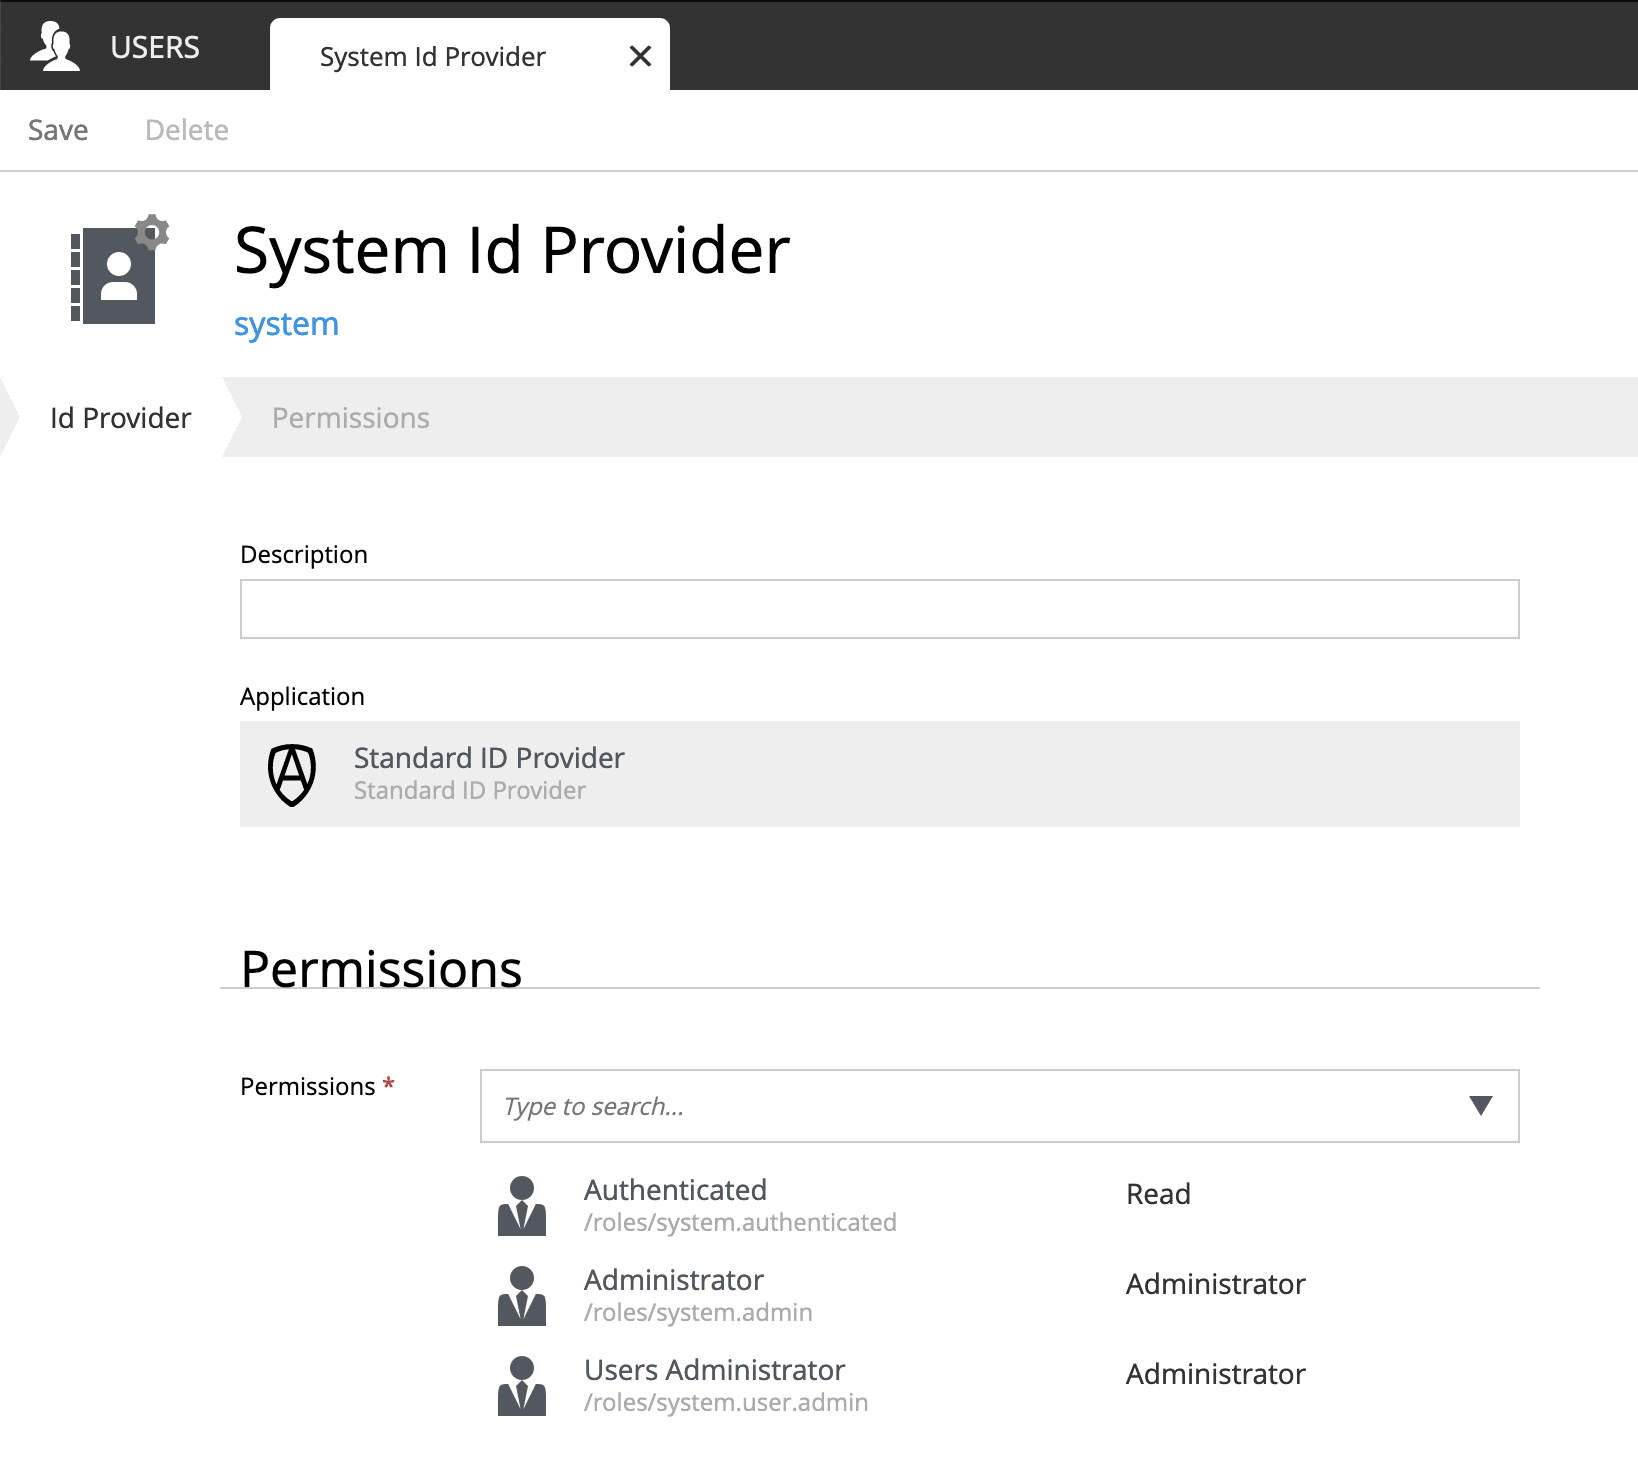 USERS
System Id Provider
Save
Delete
System Id Provider
system
Id Provider
Permissions
Description
Application
Standard ID Provider
Standard ID Provider
Permissions
Permissions *
Type to search...
Authenticated
/roles/system.authenticated
Read
Administrator
/roles/system.admin
Administrator
Users Administrator
/roles/system.user.admin
Administrator